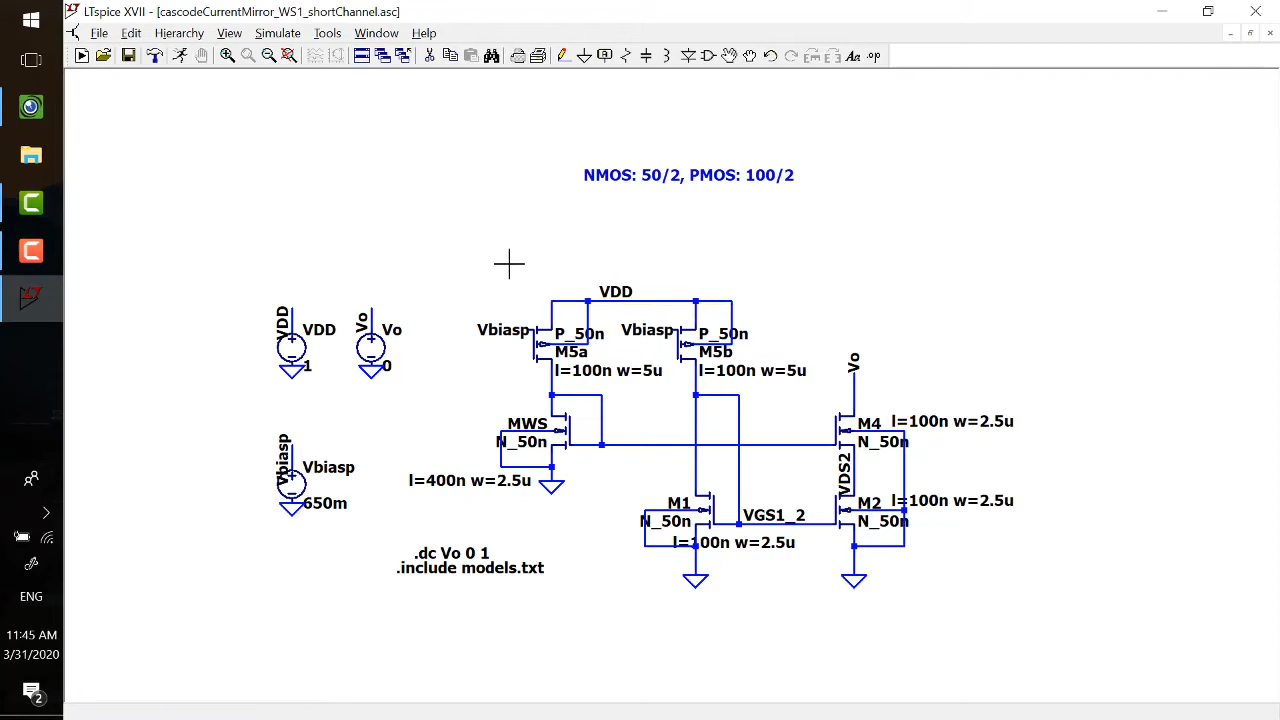 LTspice XVII - [cascodeCurrentMirror_WS1_shortChannel.asc]
File Edit Hierarchy View Simulate Tools Window Help
Aa .op
NMOS: 50/2, PMOS: 100/2
VDD
VDD
VDD
1
Vo
Vo
0
Vbiasp
P_50n
M5a
l=100n w=5u
Vbiasp
P_50n
M5b
l=100n w=5u
Vo
MWS
N_50n
l=400n w=2.5u
M4
l=100n w=2.5u
N_50n
VDS2
Vbiasp
Vbiasp
650m
M1
N_50n
l=100n w=2.5u
VGS1_2
M2
l=100n w=2.5u
N_50n
.dc Vo 0 1
.include models.txt
ENG
11:45 AM
3/31/2020
2